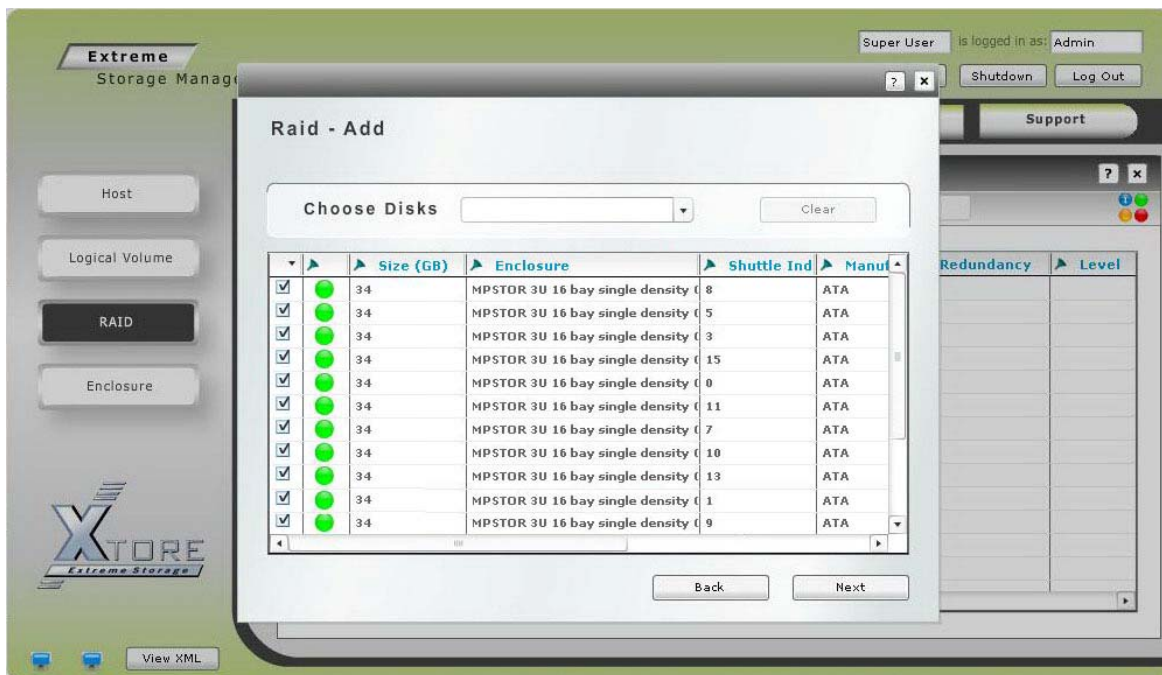 Extreme
Storage Manage
Super User is logged in as: Admin
Shutdown Log Out
Support
? ×
Raid - Add
? ×
Host
Logical Volume
RAID
Enclosure
Choose Disks Clear
Size (GB) Enclosure Shuttle Ind Manuf Redundancy Level
34 MPSTOR 3U 16 bay single density ( 8 ATA
34 MPSTOR 3U 16 bay single density ( 5 ATA
34 MPSTOR 3U 16 bay single density ( 3 ATA
34 MPSTOR 3U 16 bay single density ( 15 ATA
34 MPSTOR 3U 16 bay single density ( 0 ATA
34 MPSTOR 3U 16 bay single density ( 11 ATA
34 MPSTOR 3U 16 bay single density ( 7 ATA
34 MPSTOR 3U 16 bay single density ( 10 ATA
34 MPSTOR 3U 16 bay single density ( 13 ATA
34 MPSTOR 3U 16 bay single density ( 1 ATA
34 MPSTOR 3U 16 bay single density ( 9 ATA
XTORE
Extreme Storage
Back Next
View XML